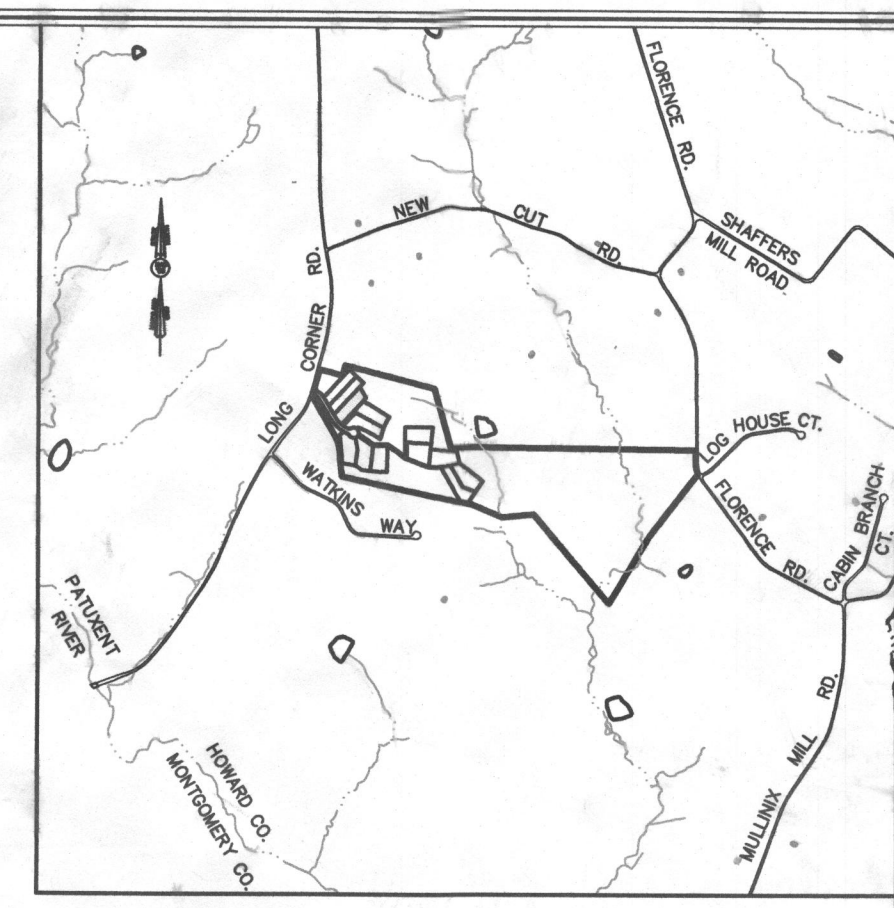 FLORENCE RD.
NEW CUT RD.
SHAFFERS
MILL ROAD
LONG CORNER RD.
LOG HOUSE CT.
WATKINS WAY
FLORENCE RD.
CABIN BRANCH CT.
PATUXENT
RIVER
MULLINIX MILL RD.
HOWARD CO.
MONTGOMERY CO.